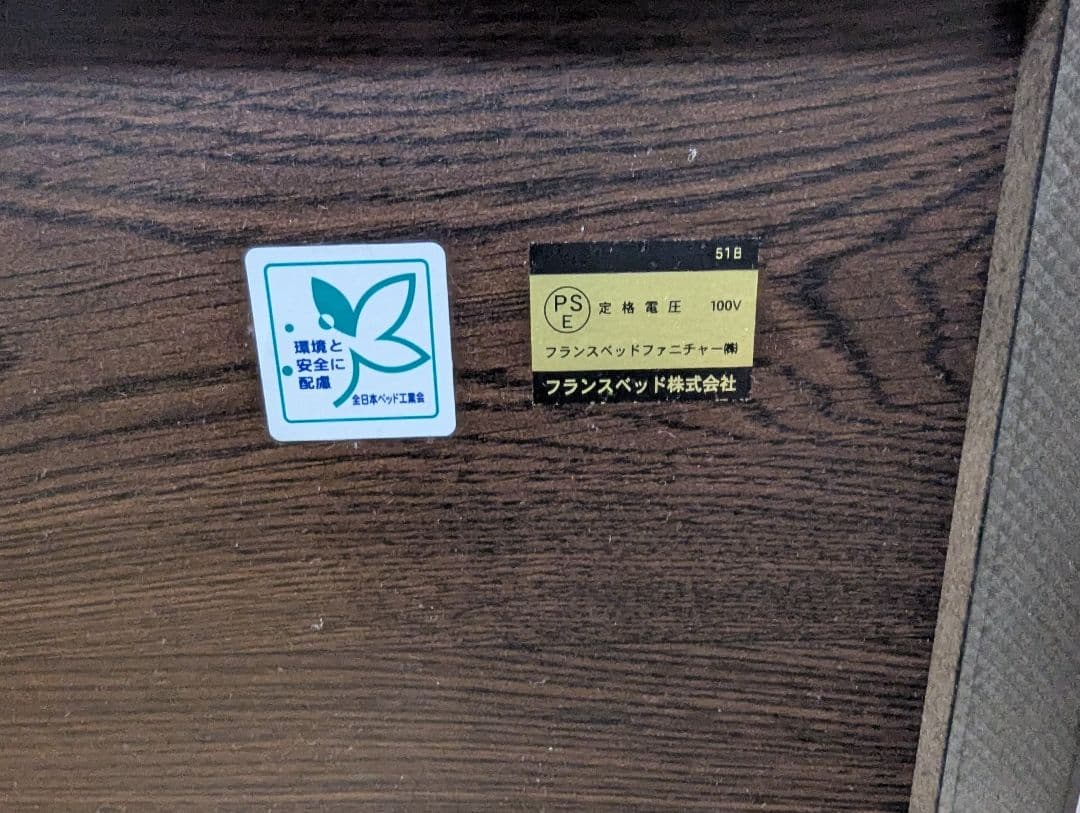 環境と
安全に
配慮
全日本ベッド工業会
51B
PS
E
定格電圧 100V
フランスベッドファニチャー㈱
フランスベッド株式会社